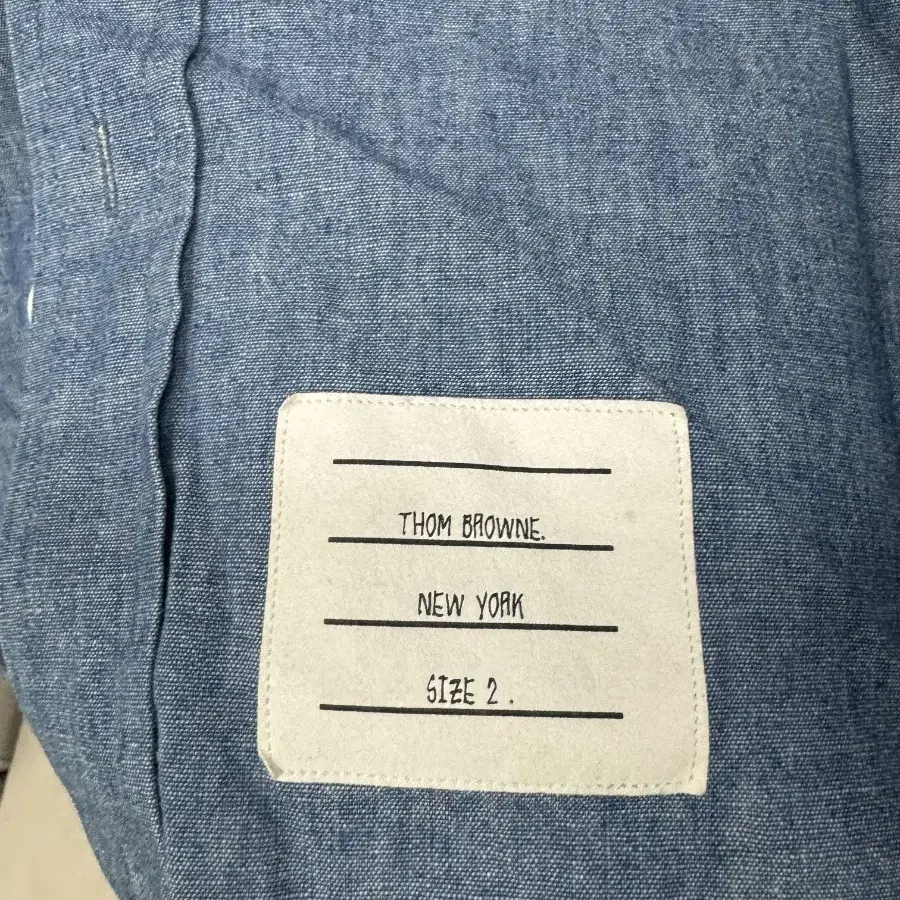 THOM BROWNE.
NEW YORK
SIZE 2 .